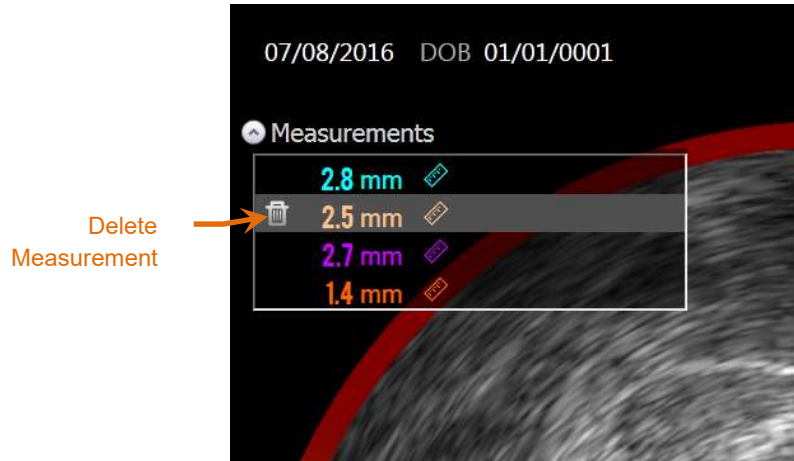 07/08/2016 DOB 01/01/0001
Measurements
2.8 mm
2.5 mm
2.7 mm
1.4 mm
Delete
Measurement